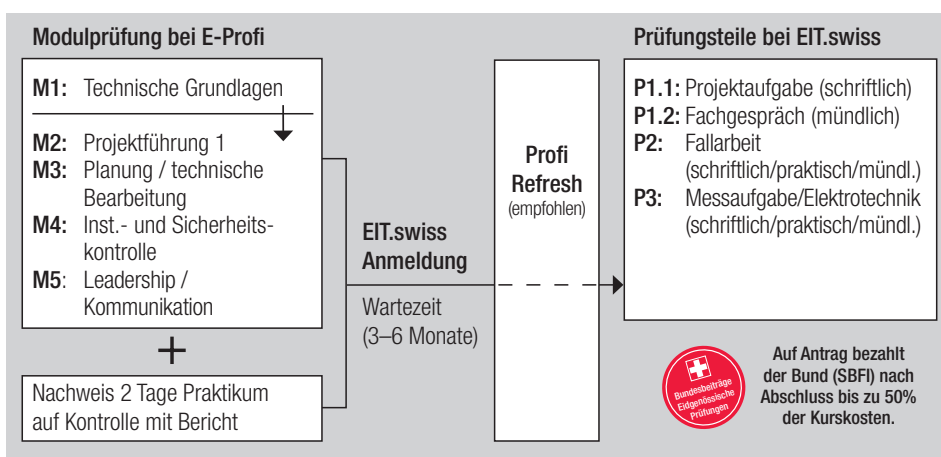 Modulprüfung bei E-Profi
M1: Technische Grundlagen
M2: Projektführung 1
M3: Planung / technische
Bearbeitung
M4: Inst.- und Sicherheits-
kontrolle
M5: Leadership /
Kommunikation
+
Nachweis 2 Tage Praktikum
auf Kontrolle mit Bericht
EIT.swiss
Anmeldung
Wartezeit
(3–6 Monate)
Profi
Refresh
(empfohlen)
Prüfungsteile bei EIT.swiss
P1.1: Projektaufgabe (schriftlich)
P1.2: Fachgespräch (mündlich)
P2: Fallarbeit
(schriftlich/praktisch/mündl.)
P3: Messaufgabe/Elektrotechnik
(schriftlich/praktisch/mündl.)
Bundesbeiträge
Eidgenössische
Prüfungen
Auf Antrag bezahlt
der Bund (SBFI) nach
Abschluss bis zu 50%
der Kurskosten.